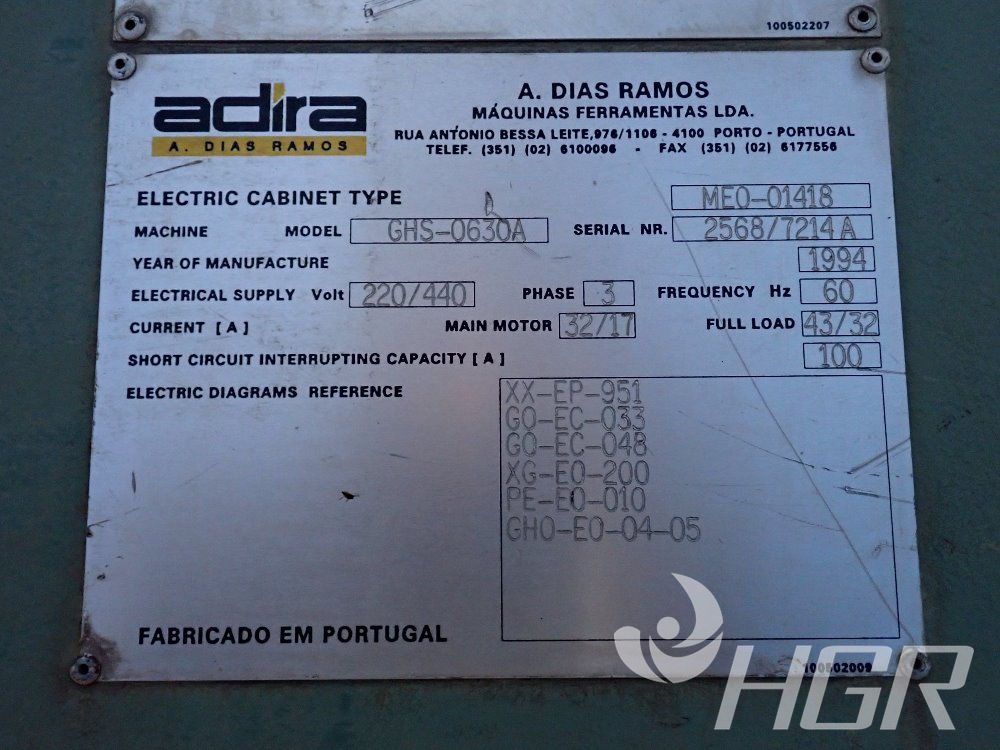 100502207
adira
A. DIAS RAMOS
A. DIAS RAMOS
MÁQUINAS FERRAMENTAS LDA.
RUA ANTÓNIO BESSA LEITE,976/1106 - 4100 PORTO - PORTUGAL
TELEF. (351) (02) 6100096 - FAX (351) (02) 6177556
ELECTRIC CABINET TYPE MEO-01418
MACHINE MODEL GHS-0630A SERIAL NR. 2568/7214 A
YEAR OF MANUFACTURE 1994
ELECTRICAL SUPPLY Volt 220/440 PHASE 3 FREQUENCY Hz 60
CURRENT [A] MAIN MOTOR 32/17 FULL LOAD 43/32
SHORT CIRCUIT INTERRUPTING CAPACITY [A] 100
ELECTRIC DIAGRAMS REFERENCE
XX-EP-951
GO-EC-033
GO-EC-048
XG-EO-200
PE-EO-010
GHO-EO-04-05
FABRICADO EM PORTUGAL
100502009
HGR